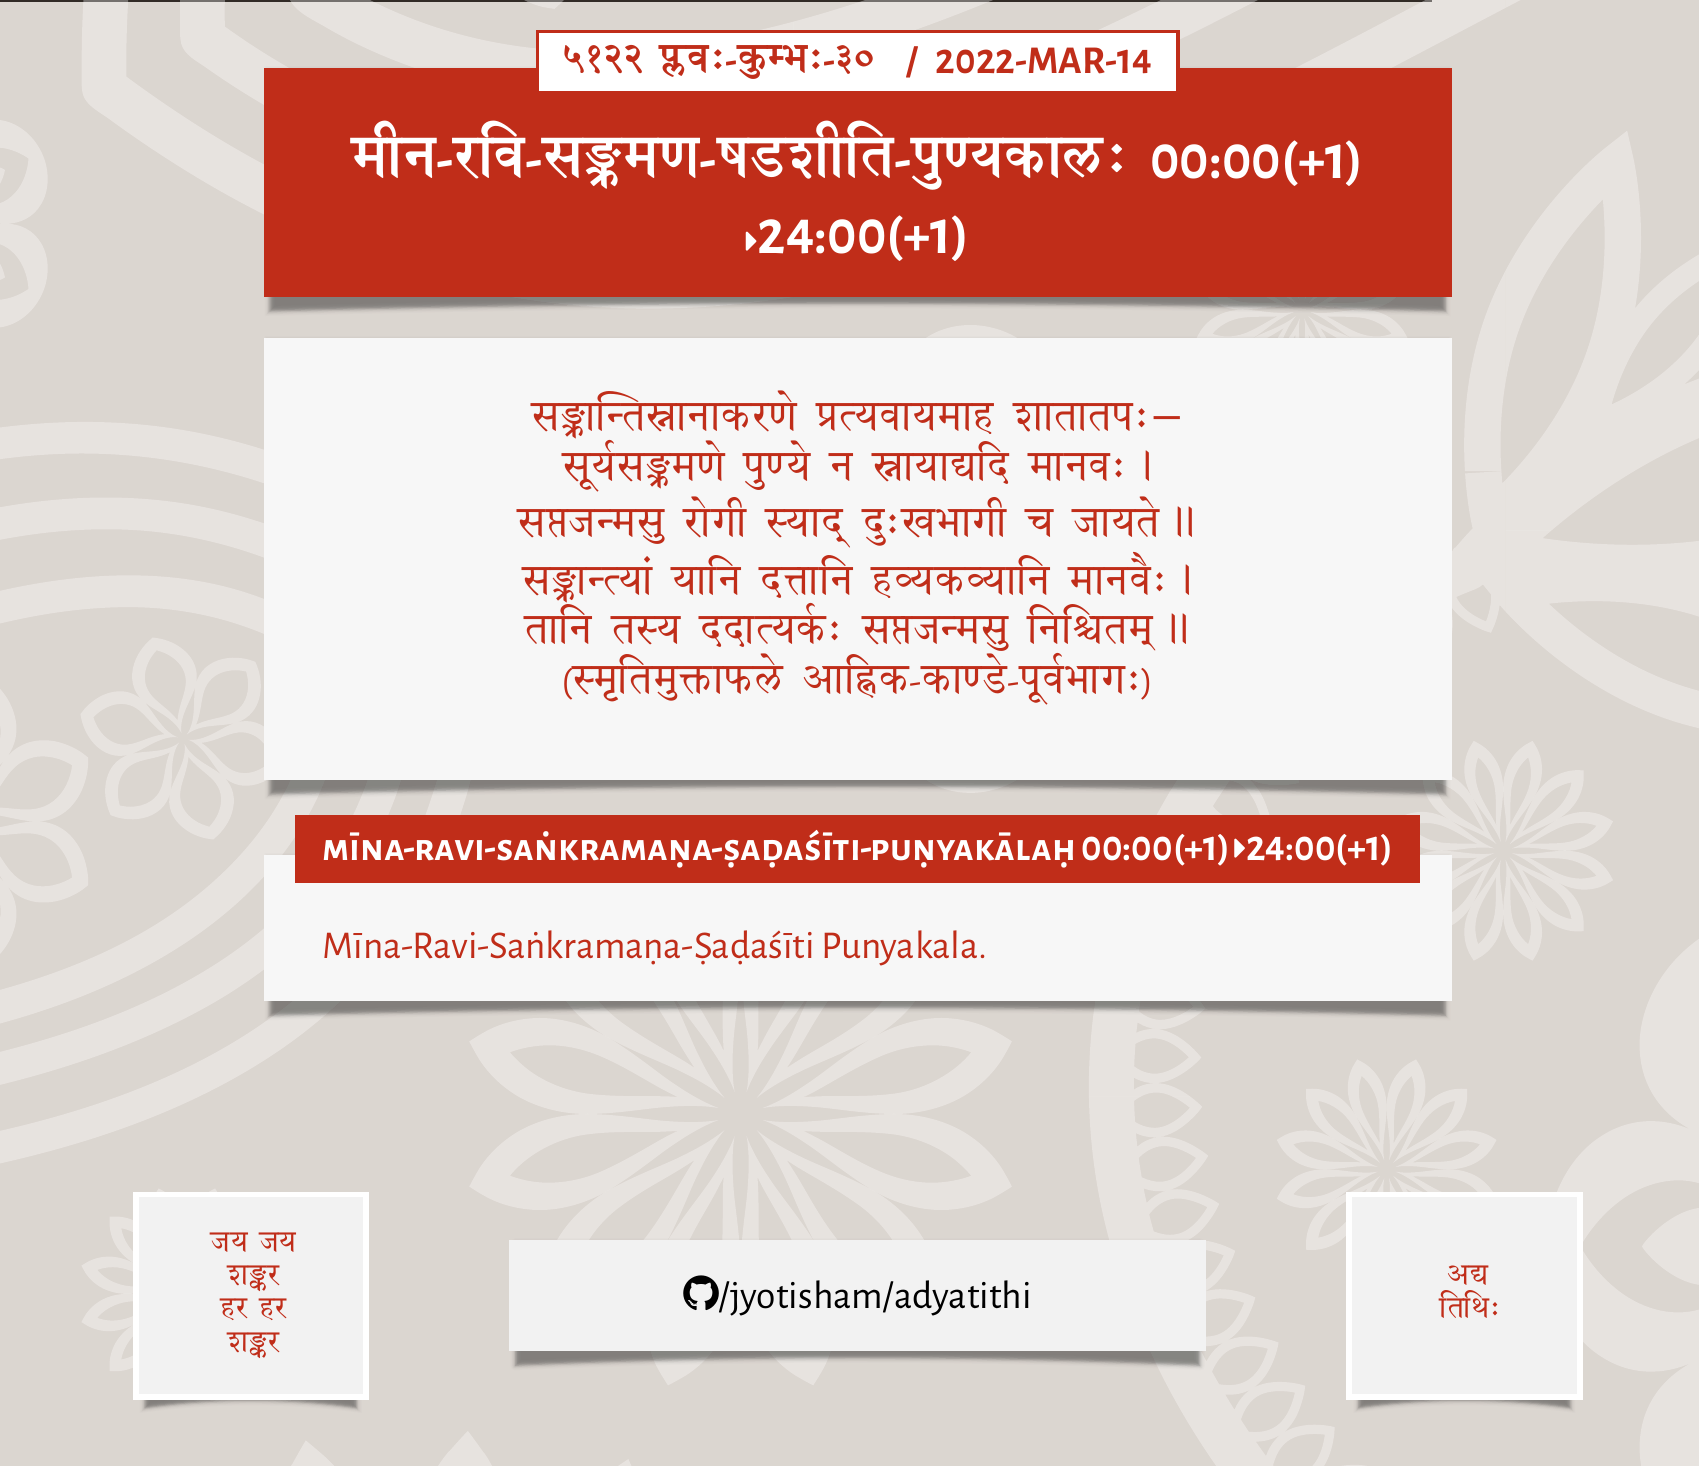 ५१२२ प्लवः-कुम्भः-३० / 2022-MAR-14
मीन-रवि-सङ्क्रमण-षडशीति-पुण्यकालः 00:00(+1)
▸24:00(+1)
सङ्क्रान्तिस्नानाकरणे प्रत्यवायमाह शातातपः—
सूर्यसङ्क्रमणे पुण्ये न स्नायाद्यदि मानवः ।
सप्तजन्मसु रोगी स्याद् दुःखभागी च जायते ॥
सङ्क्रान्त्यां यानि दत्तानि हव्यकव्यानि मानवैः ।
तानि तस्य ददात्यर्कः सप्तजन्मसु निश्चितम् ॥
(स्मृतिमुक्ताफले आह्निक-काण्डे-पूर्वभागः)
MĪNA-RAVI-SAṄKRAMAṆA-ṢAḌAŚĪTI-PUṆYAKĀLAḤ 00:00(+1)▸24:00(+1)
Mīna-Ravi-Saṅkramaṇa-Ṣaḍaśīti Punyakala.
जय जय
शङ्कर
हर हर
शङ्कर
/jyotisham/adyatithi
अद्य
तिथिः